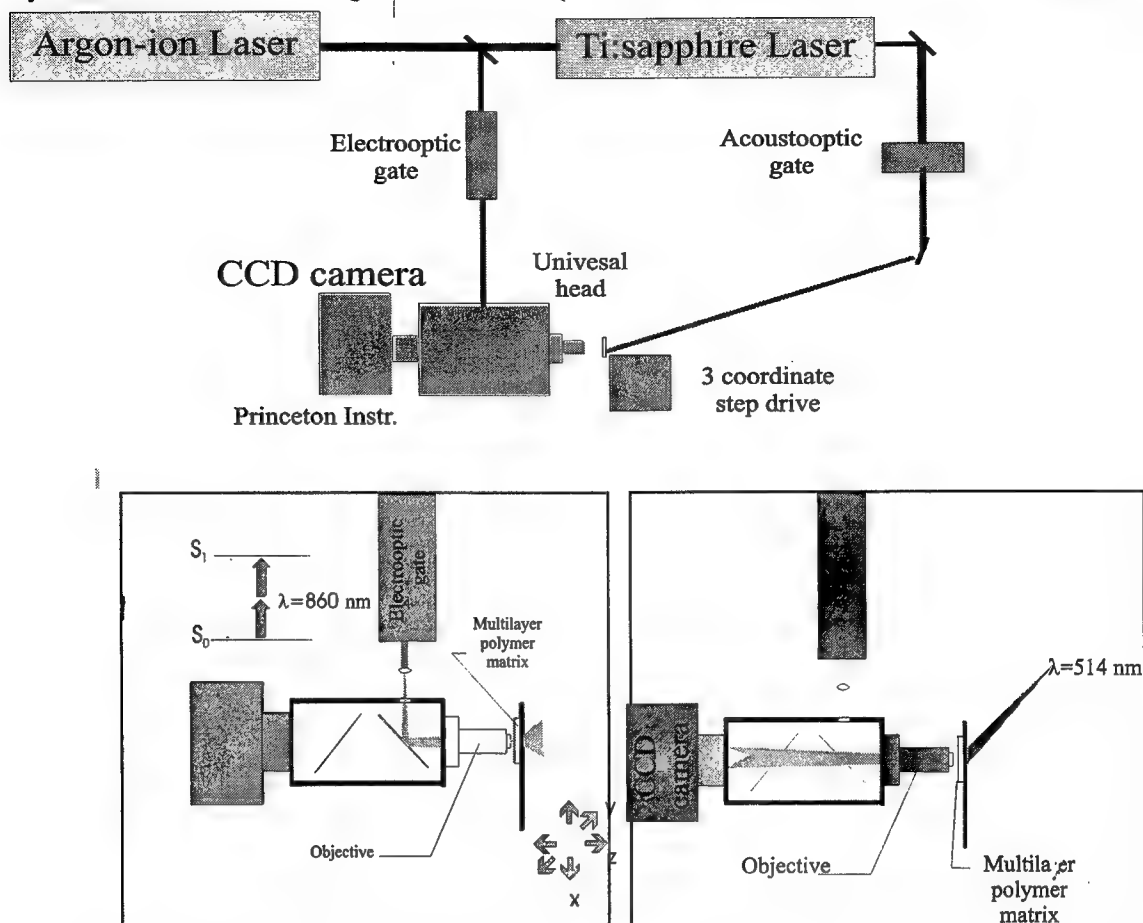 Argon-ion Laser
Ti:sapphire Laser
Electrooptic
gate
Acoustooptic
gate
CCD camera
Univesal
head
3 coordinate
step drive
Princeton Instr.
S1
λ=860 nm
S0
Electrooptic
gate
Multilayer
polymer
matrix
Objective
x
z
λ=514 nm
CCD
camera
Objective
Multilayer
polymer
matrix